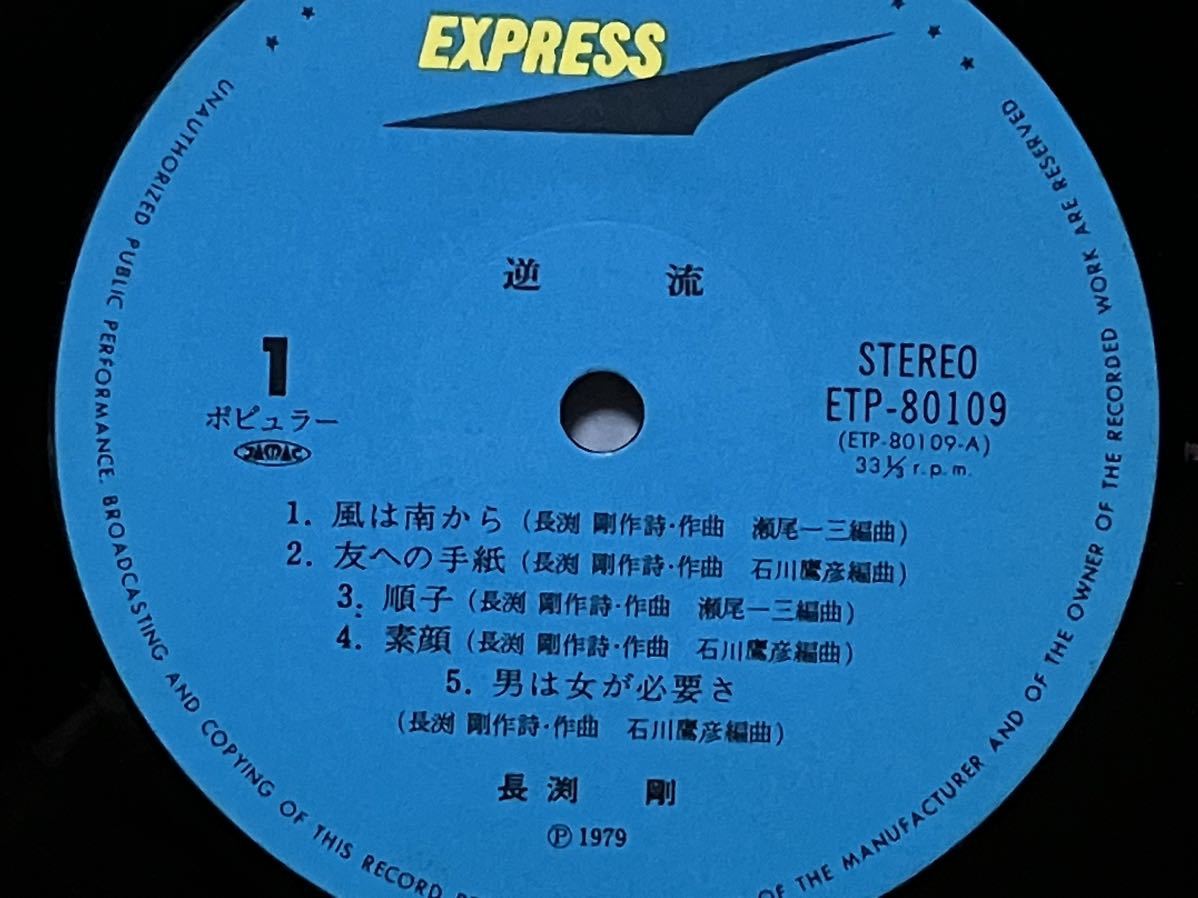 EXPRESS
逆 流
1
ポピュラー
STEREO
ETP-80109
(ETP-80109-A)
33⅓ r.p.m.
1. 風は南から (長渕 剛作詩・作曲 瀬尾一三編曲)
2. 友への手紙 (長渕 剛作詩・作曲 石川鷹彦編曲)
3. 順子 (長渕 剛作詩・作曲 瀬尾一三編曲)
4. 素顔 (長渕 剛作詩・作曲 石川鷹彦編曲)
5. 男は女が必要さ
(長渕 剛作詩・作曲 石川鷹彦編曲)
長渕 剛
Ⓟ 1979
UNAUTHORIZED PUBLIC PERFORMANCE. BROADCASTING AND COPYING OF THIS RECORD
OF THE MANUFACTURER AND OF THE OWNER OF THE RECORDED WORK ARE RESERVED